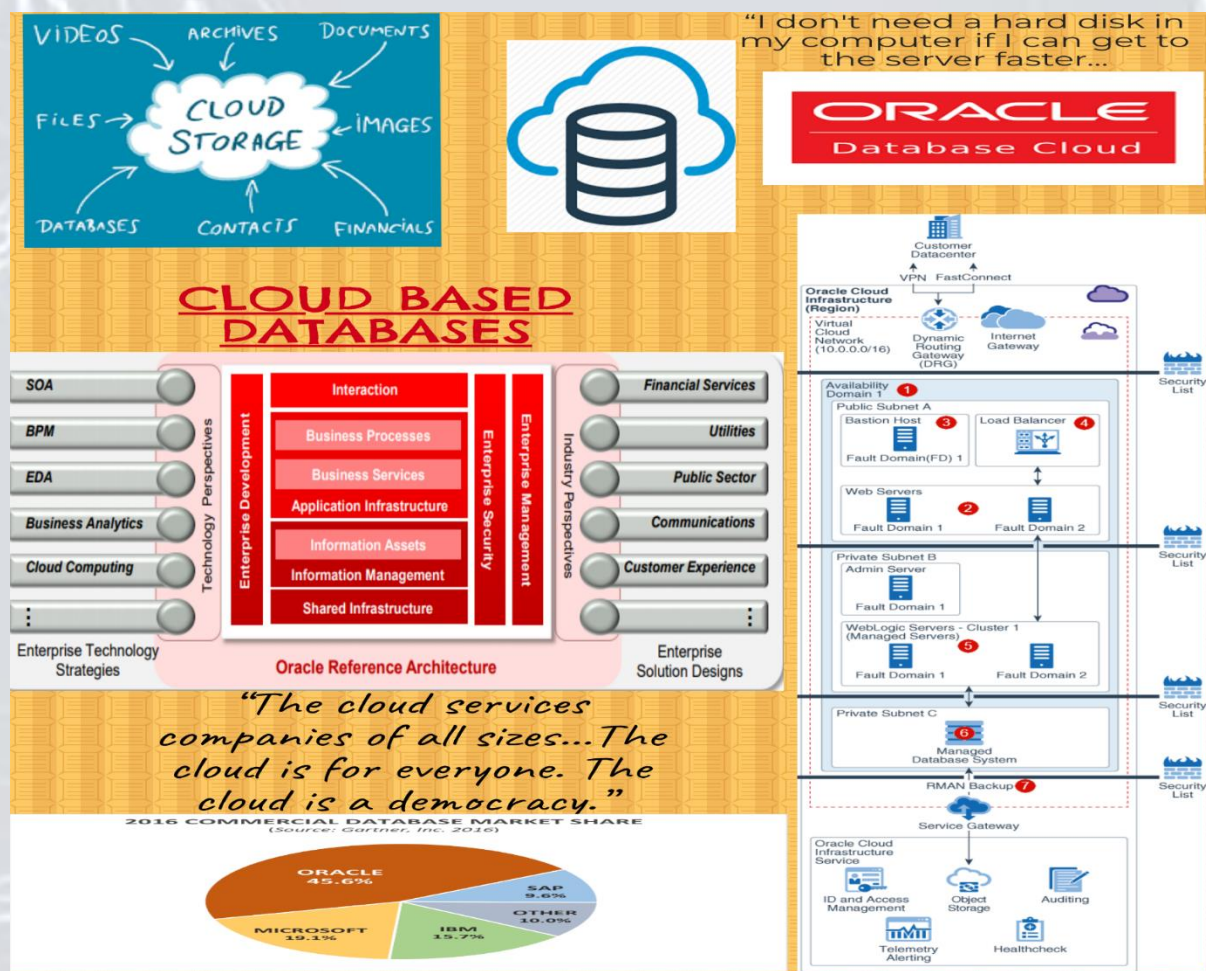 VIDEOS
ARCHIVES
DOCUMENTS
FILES
CLOUD
STORAGE
IMAGES
DATABASES
CONTACTS
FINANCIALS
“I don't need a hard disk in
my computer if I can get to
the server faster...
ORACLE
Database Cloud
CLOUD BASED
DATABASES
SOA
BPM
EDA
Business Analytics
Cloud Computing
⋮
Enterprise Technology
Strategies
Technology Perspectives
Enterprise Development
Interaction
Business Processes
Business Services
Application Infrastructure
Information Assets
Information Management
Shared Infrastructure
Enterprise Security
Enterprise Management
Oracle Reference Architecture
Industry Perspectives
Financial Services
Utilities
Public Sector
Communications
Customer Experience
⋮
Enterprise
Solution Designs
“The cloud services
companies of all sizes...The
cloud is for everyone. The
cloud is a democracy.”
2016 COMMERCIAL DATABASE MARKET SHARE
(Source: Gartner, Inc. 2016)
ORACLE
45.6%
SAP
9.6%
OTHER
10.0%
IBM
15.7%
MICROSOFT
19.1%
Customer
Datacenter
VPN FastConnect
Oracle Cloud
Infrastructure
(Region)
Virtual
Cloud
Network
(10.0.0.0/16)
Dynamic
Routing
Gateway
(DRG)
Internet
Gateway
Security
List
Availability
Domain 1
1
Public Subnet A
Bastion Host
3
Fault Domain(FD) 1
Load Balancer
4
Web Servers
2
Fault Domain 1
Fault Domain 2
Security
List
Private Subnet B
Admin Server
Fault Domain 1
WebLogic Servers - Cluster 1
(Managed Servers)
5
Fault Domain 1
Fault Domain 2
Security
List
Private Subnet C
6
Managed
Database System
Security
List
RMAN Backup 7
Service Gateway
Oracle Cloud
Infrastructure
Service
ID and Access
Management
Object
Storage
Auditing
Telemetry
Alerting
Healthcheck